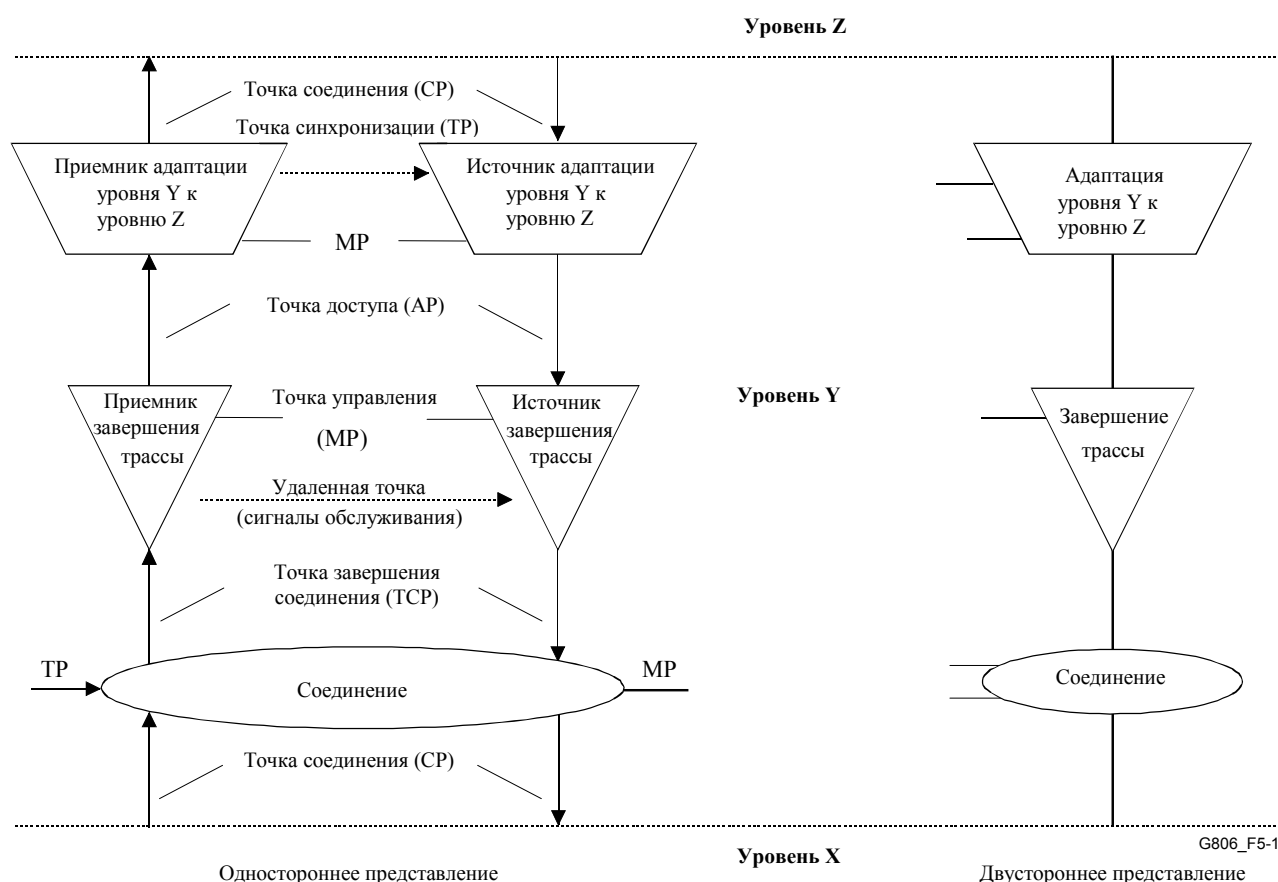 Уровень Z
Точка соединения (CP)
Точка синхронизации (TP)
Приемник адаптации
уровня Y к
уровню Z
Источник адаптации
уровня Y к
уровню Z
Адаптация
уровня Y к
уровню Z
MP
Точка доступа (AP)
Приемник
завершения
трассы
Точка управления
(MP)
Источник
завершения
трассы
Уровень Y
Завершение
трассы
Удаленная точка
(сигналы обслуживания)
Точка завершения
соединения (TCP)
TP
Соединение
MP
Соединение
Точка соединения (CP)
G806_F5-1
Уровень X
Одностороннее представление
Двустороннее представление